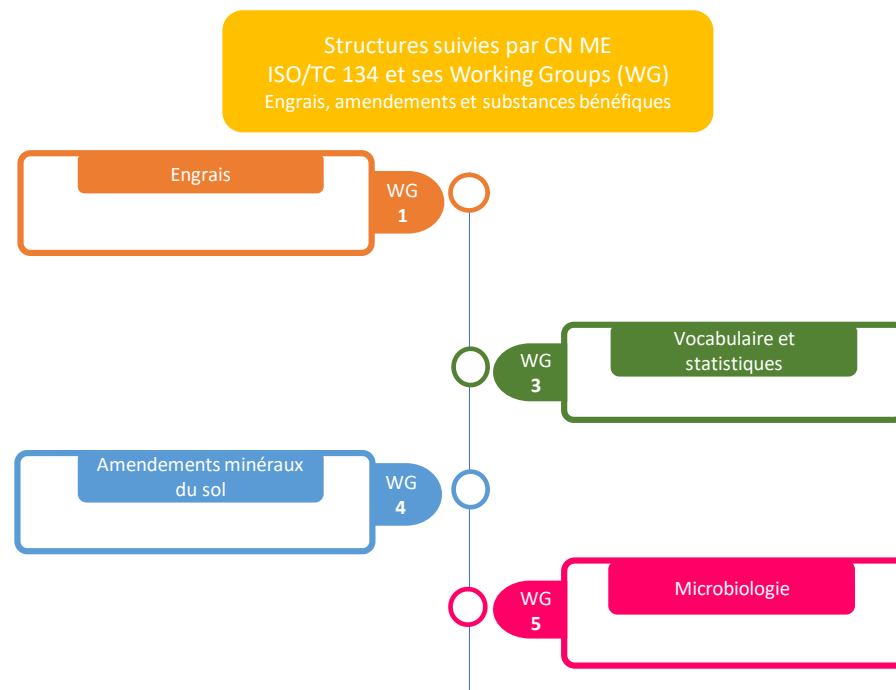 Structures suivies par CN ME
ISO/TC 134 et ses Working Groups (WG)
Engrais, amendements et substances bénéfiques
Engrais
WG
1
Vocabulaire et
statistiques
WG
3
Amendements minéraux
du sol
WG
4
Microbiologie
WG
5